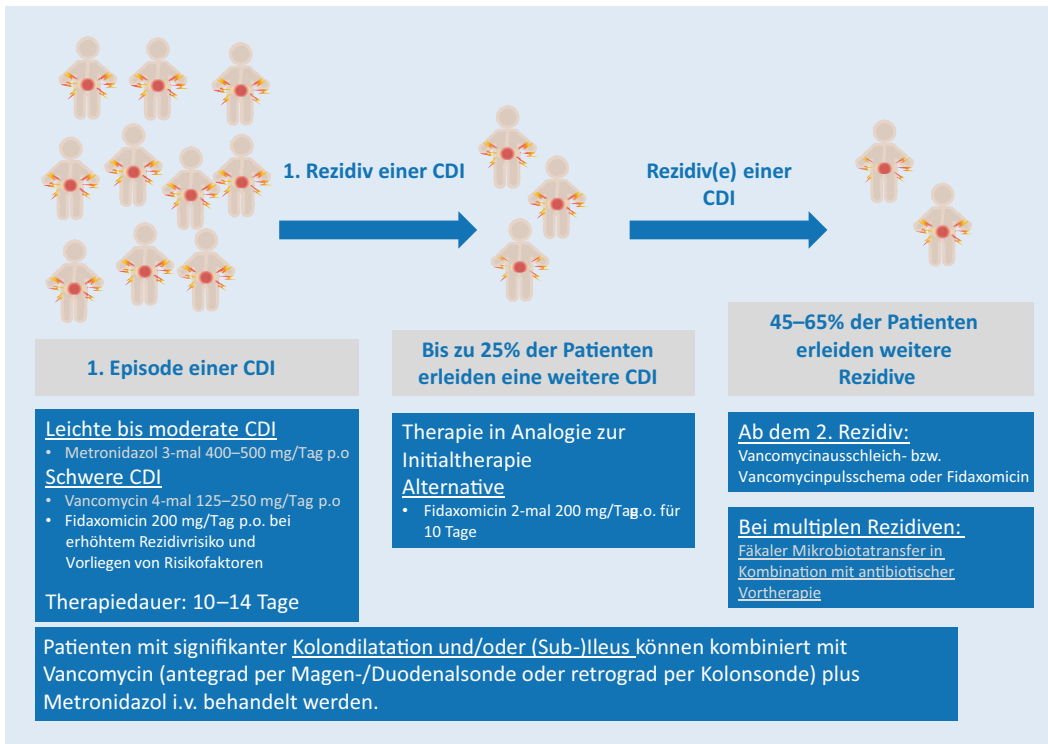 1. Rezidiv einer CDI
Rezidiv(e) einer
CDI
1. Episode einer CDI
Leichte bis moderate CDI
• Metronidazol 3-mal 400–500 mg/Tag p.o
Schwere CDI
• Vancomycin 4-mal 125–250 mg/Tag p.o
• Fidaxomicin 200 mg/Tag p.o. bei
erhöhtem Rezidivrisiko und
Vorliegen von Risikofaktoren
Therapiedauer: 10–14 Tage
Bis zu 25% der Patienten
erleiden eine weitere CDI
Therapie in Analogie zur
Initialtherapie
Alternative
• Fidaxomicin 2-mal 200 mg/Tag p.o. für
10 Tage
45–65% der Patienten
erleiden weitere
Rezidive
Ab dem 2. Rezidiv:
Vancomycinausschleich- bzw.
Vancomycinpulsschema oder Fidaxomicin
Bei multiplen Rezidiven:
Fäkaler Mikrobiotatransfer in
Kombination mit antibiotischer
Vortherapie
Patienten mit signifikanter Kolondilatation und/oder (Sub-)Ileus können kombiniert mit
Vancomycin (antegrad per Magen-/Duodenalsonde oder retrograd per Kolonsonde) plus
Metronidazol i.v. behandelt werden.